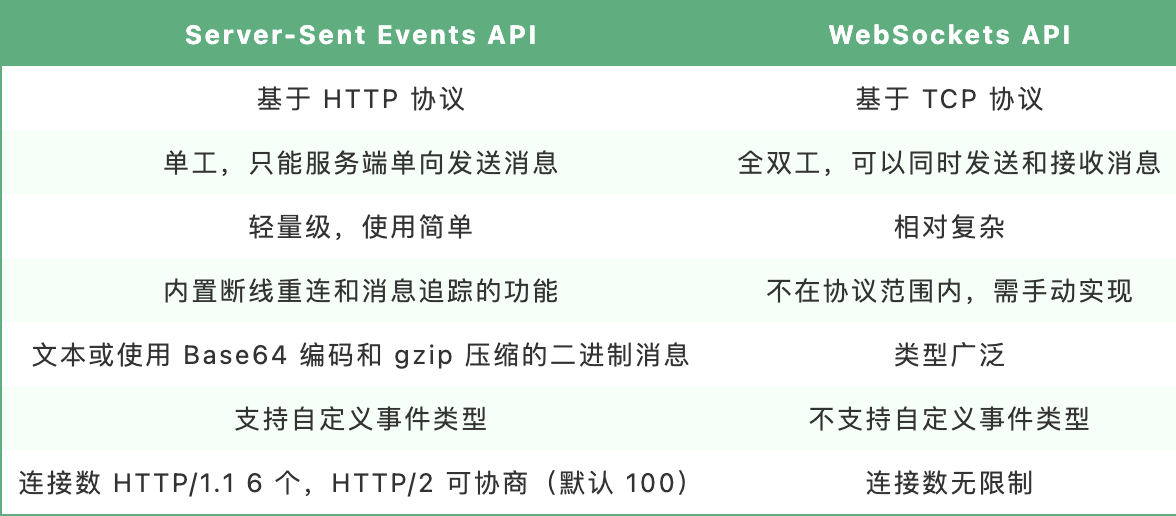 Server-Sent Events API WebSockets API
基于 HTTP 协议 基于 TCP 协议
单工，只能服务端单向发送消息 全双工，可以同时发送和接收消息
轻量级，使用简单 相对复杂
内置断线重连和消息追踪的功能 不在协议范围内，需手动实现
文本或使用 Base64 编码和 gzip 压缩的二进制消息 类型广泛
支持自定义事件类型 不支持自定义事件类型
连接数 HTTP/1.1 6 个，HTTP/2 可协商（默认 100） 连接数无限制